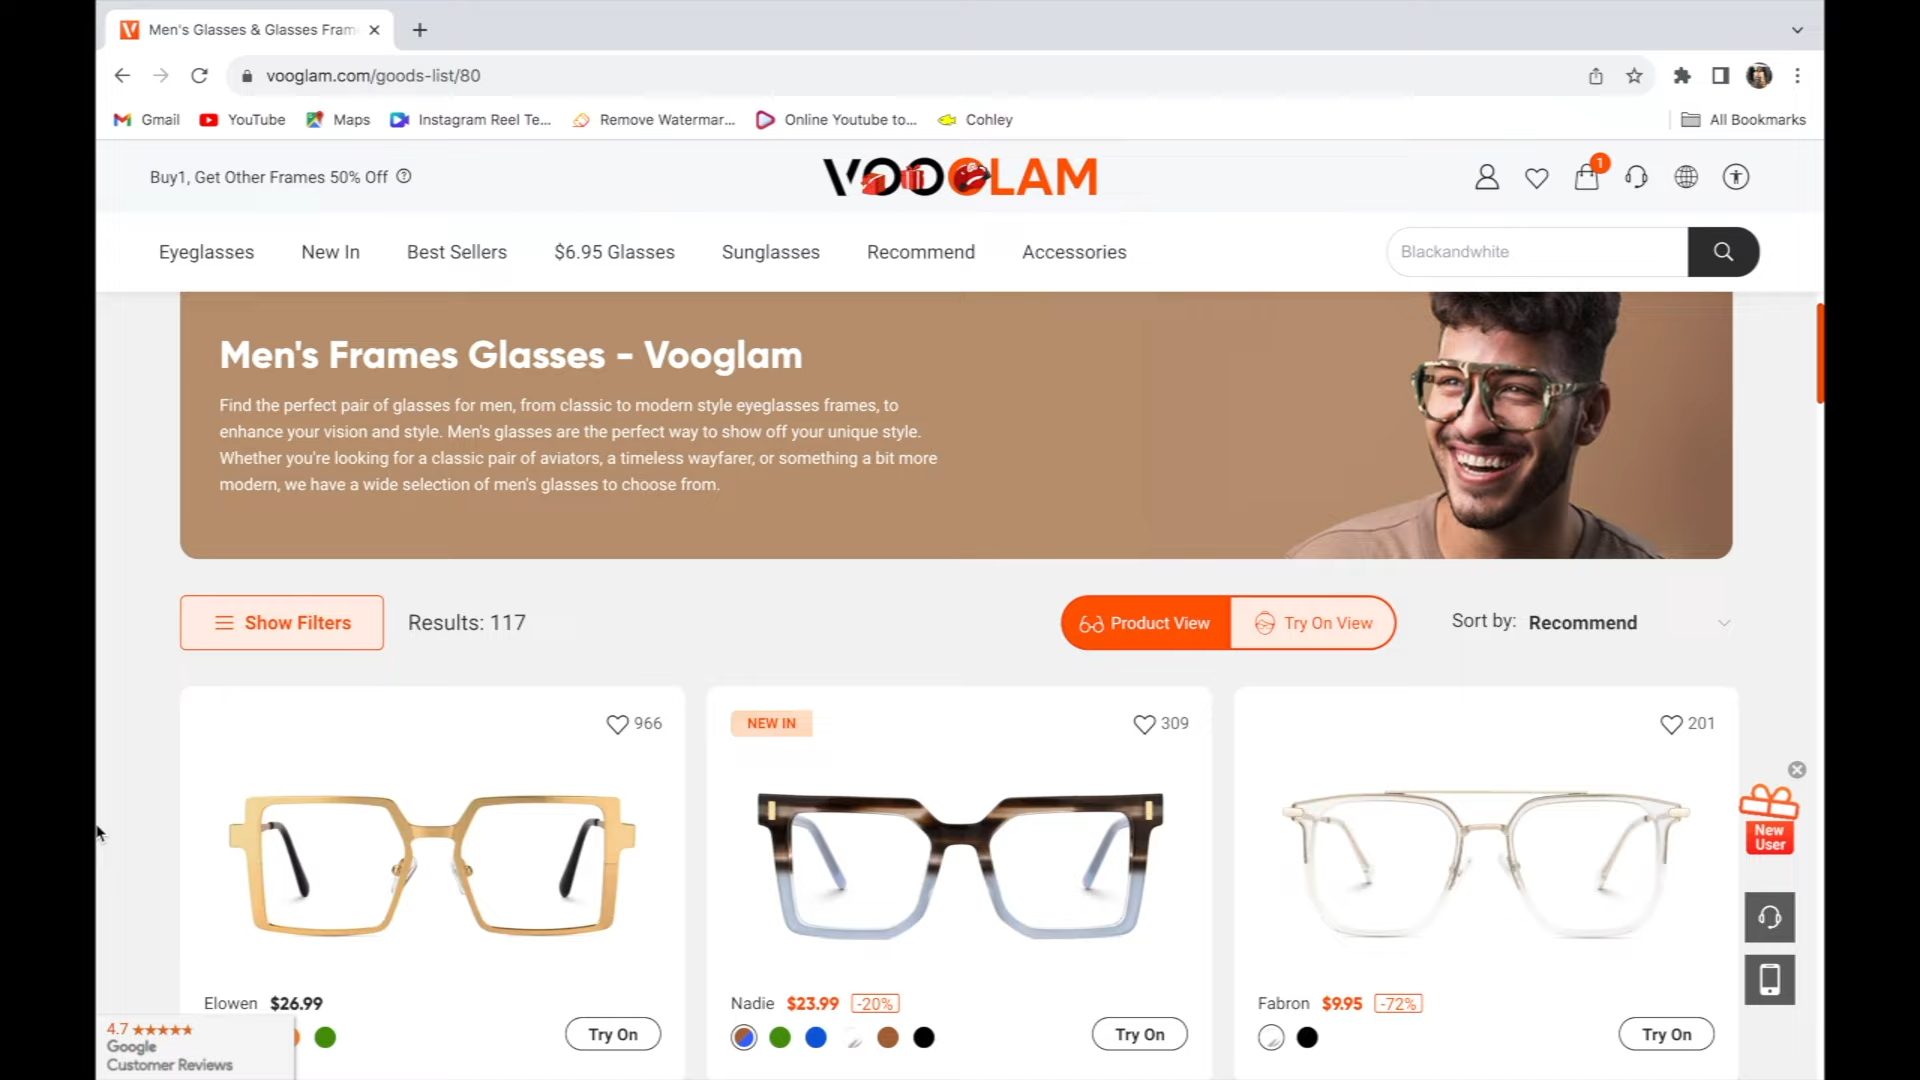 Men's Glasses & Glasses Fram
vooglam.com/goods-list/80
Gmail
YouTube
Maps
Instagram Reel Te...
Remove Watermar...
Online Youtube to...
Cohley
All Bookmarks
Buy1, Get Other Frames 50% Off
VOOGLAM
1
Eyeglasses
New In
Best Sellers
$6.95 Glasses
Sunglasses
Recommend
Accessories
Blackandwhite
Men's Frames Glasses - Vooglam
Find the perfect pair of glasses for men, from classic to modern style eyeglasses frames, to
enhance your vision and style. Men's glasses are the perfect way to show off your unique style.
Whether you're looking for a classic pair of aviators, a timeless wayfarer, or something a bit more
modern, we have a wide selection of men's glasses to choose from.
Show Filters
Results: 117
Product View
Try On View
Sort by: Recommend
966
NEW IN
309
201
New
User
Elowen $26.99
Try On
Nadie $23.99 -20%
Try On
Fabron $9.95 -72%
Try On
4.7 ★★★★★
Google
Customer Reviews